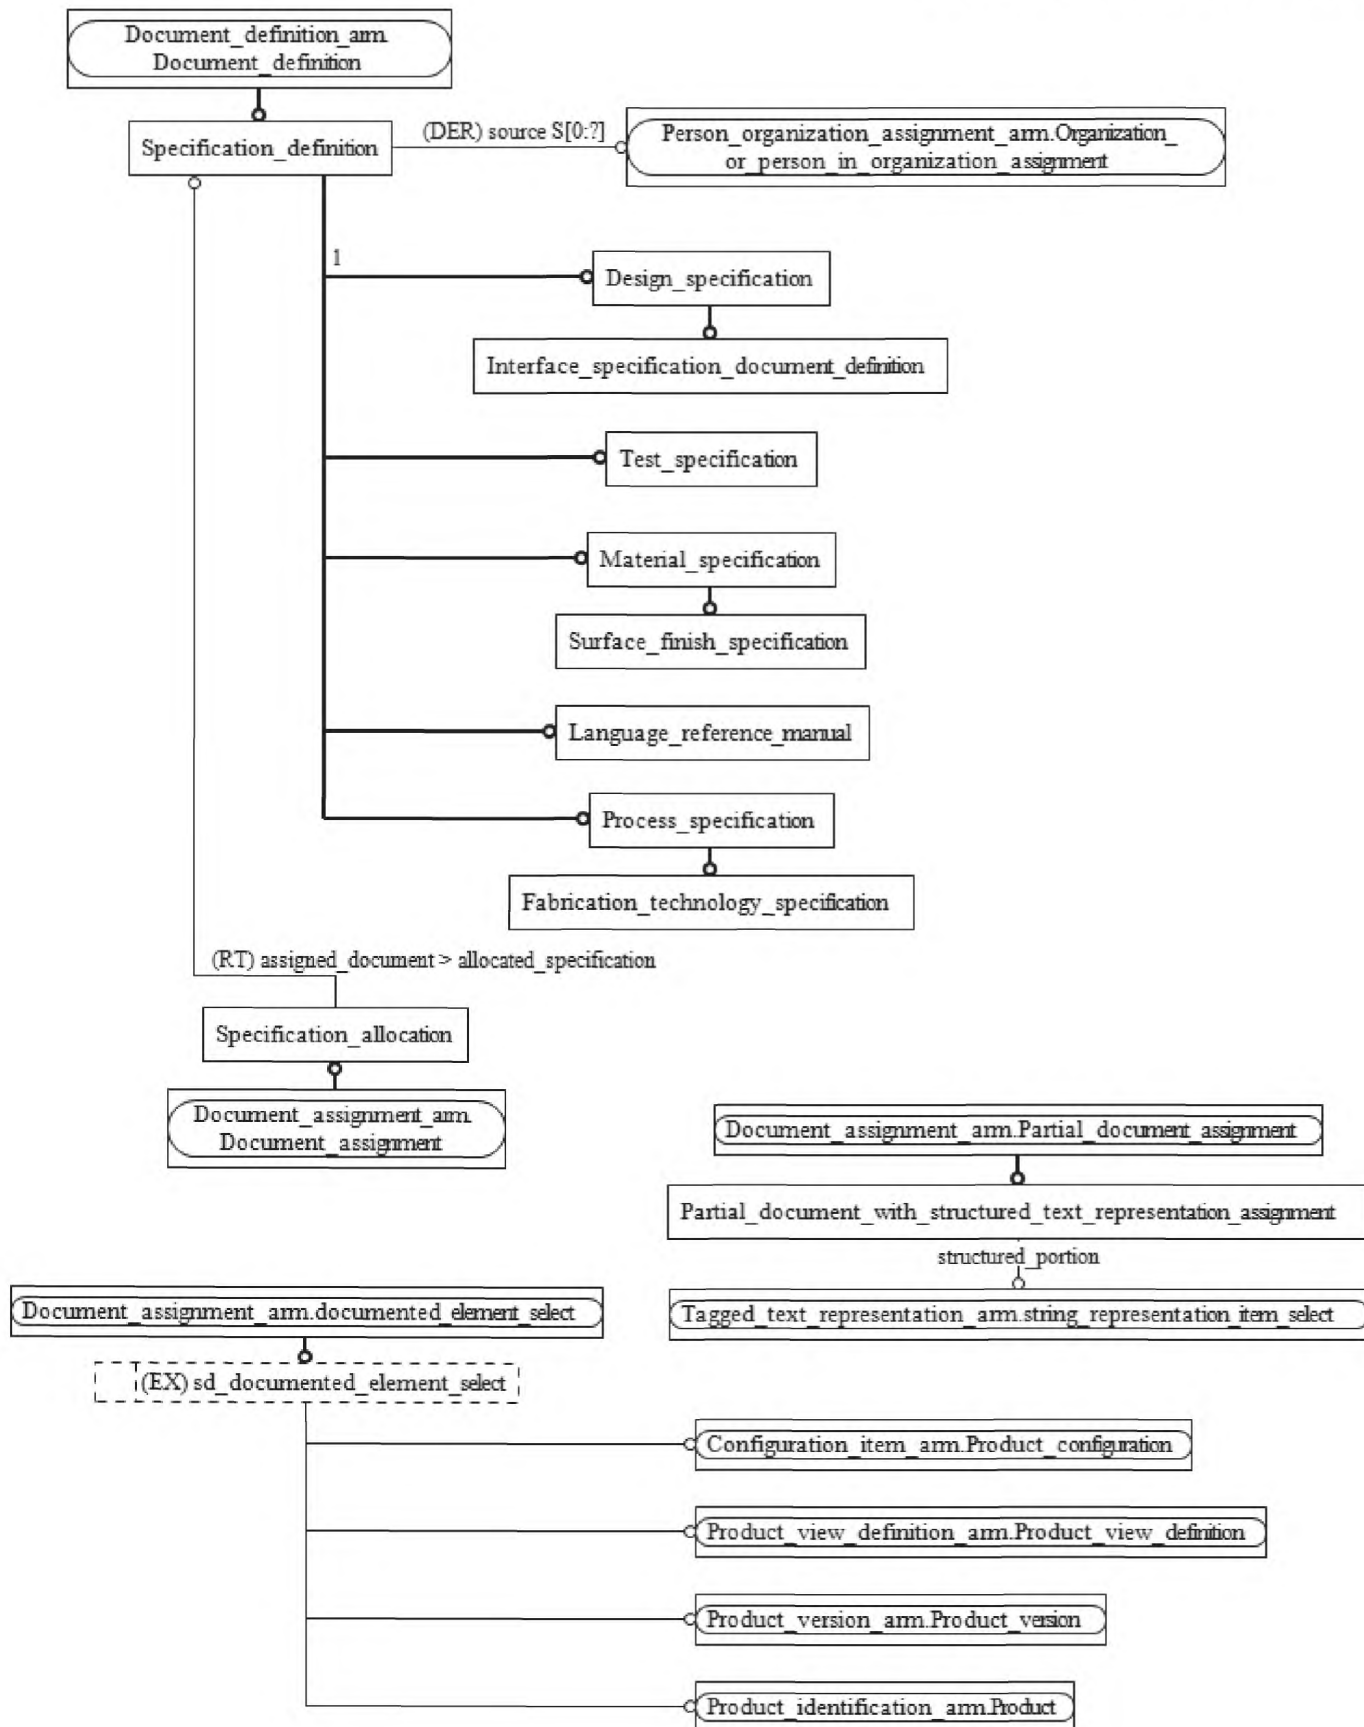 Document_definition_arm.
Document_definition
Specification_definition
(DER) source S[0:?]
Person_organization_assignment_arm.Organization_
or_person_in_organization_assignment
1
Design_specification
Interface_specification_document_definition
Test_specification
Material_specification
Surface_finish_specification
Language_reference_manual
Process_specification
Fabrication_technology_specification
(RT) assigned_document > allocated_specification
Specification_allocation
Document_assignment_arm.
Document_assignment
Document_assignment_arm.Partial_document_assignment
Partial_document_with_structured_text_representation_assignment
structured_portion
Tagged_text_representation_arm.string_representation_item_select
Document_assignment_arm.documented_element_select
(EX) sd_documented_element_select
Configuration_item_arm.Product_configuration
Product_view_definition_arm.Product_view_definition
Product_version_arm.Product_version
Product_identification_arm.Product